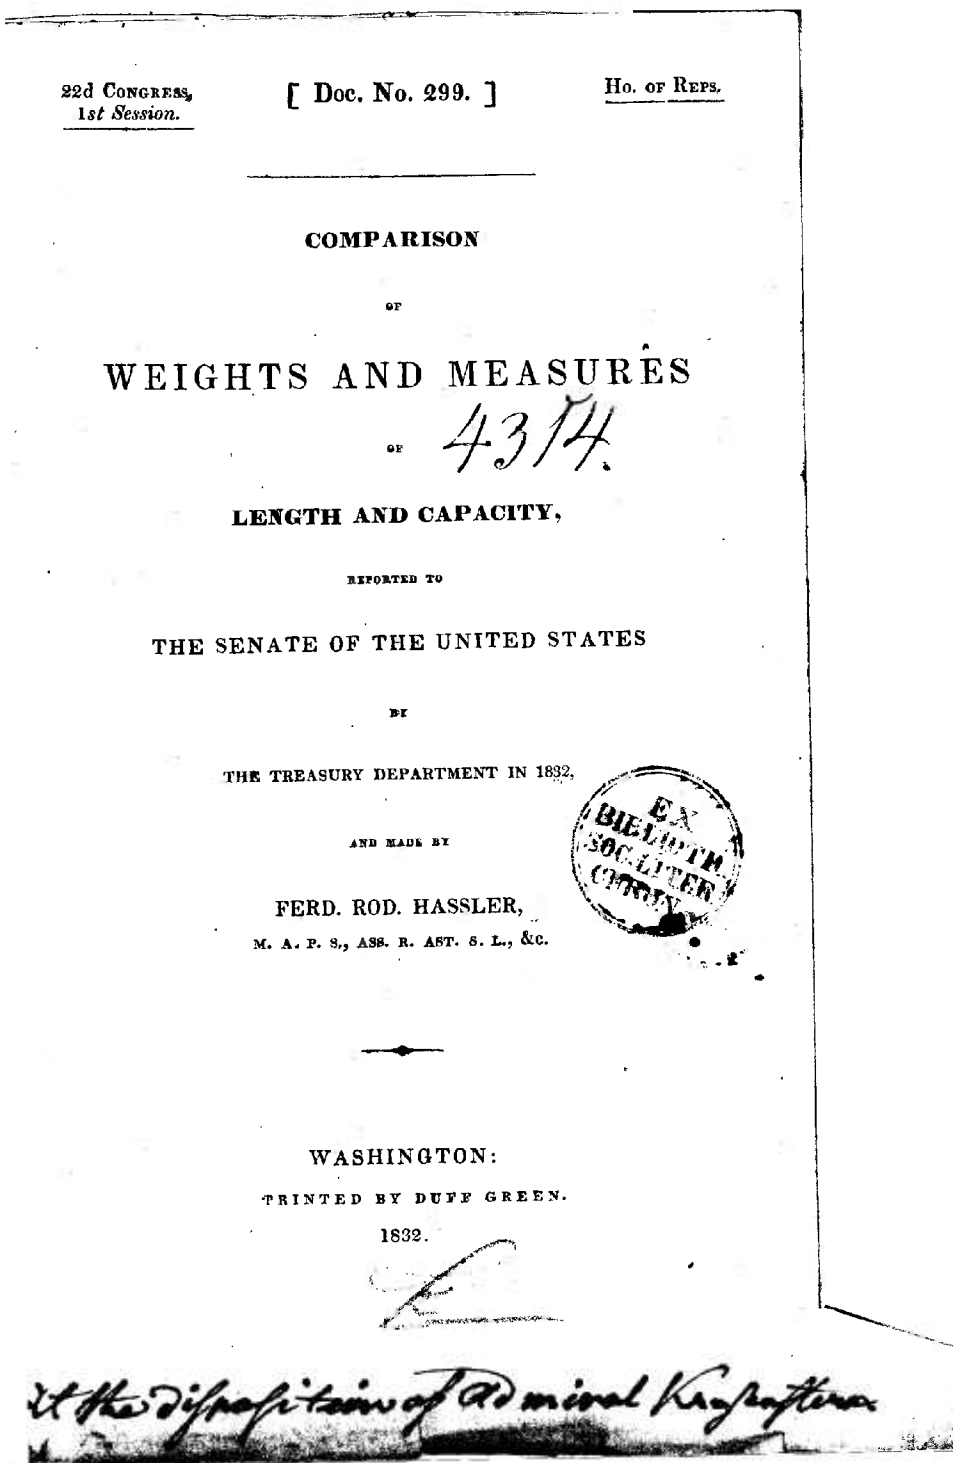 22d Congress,
1st Session.
[ Doc. No. 299. ]
Ho. of Reps.
COMPARISON
OF
WEIGHTS AND MEASURES
OF
4314.
LENGTH AND CAPACITY,
REPORTED TO
THE SENATE OF THE UNITED STATES
BY
THE TREASURY DEPARTMENT IN 1832,
AND MADE BY
FERD. ROD. HASSLER,
M. A. P. S., ASS. R. AST. S. L., &c.
EX
BIBLIOTH.
SOC. LITER
WASHINGTON:
PRINTED BY DUFF GREEN.
1832.
at the disposition of Admiral